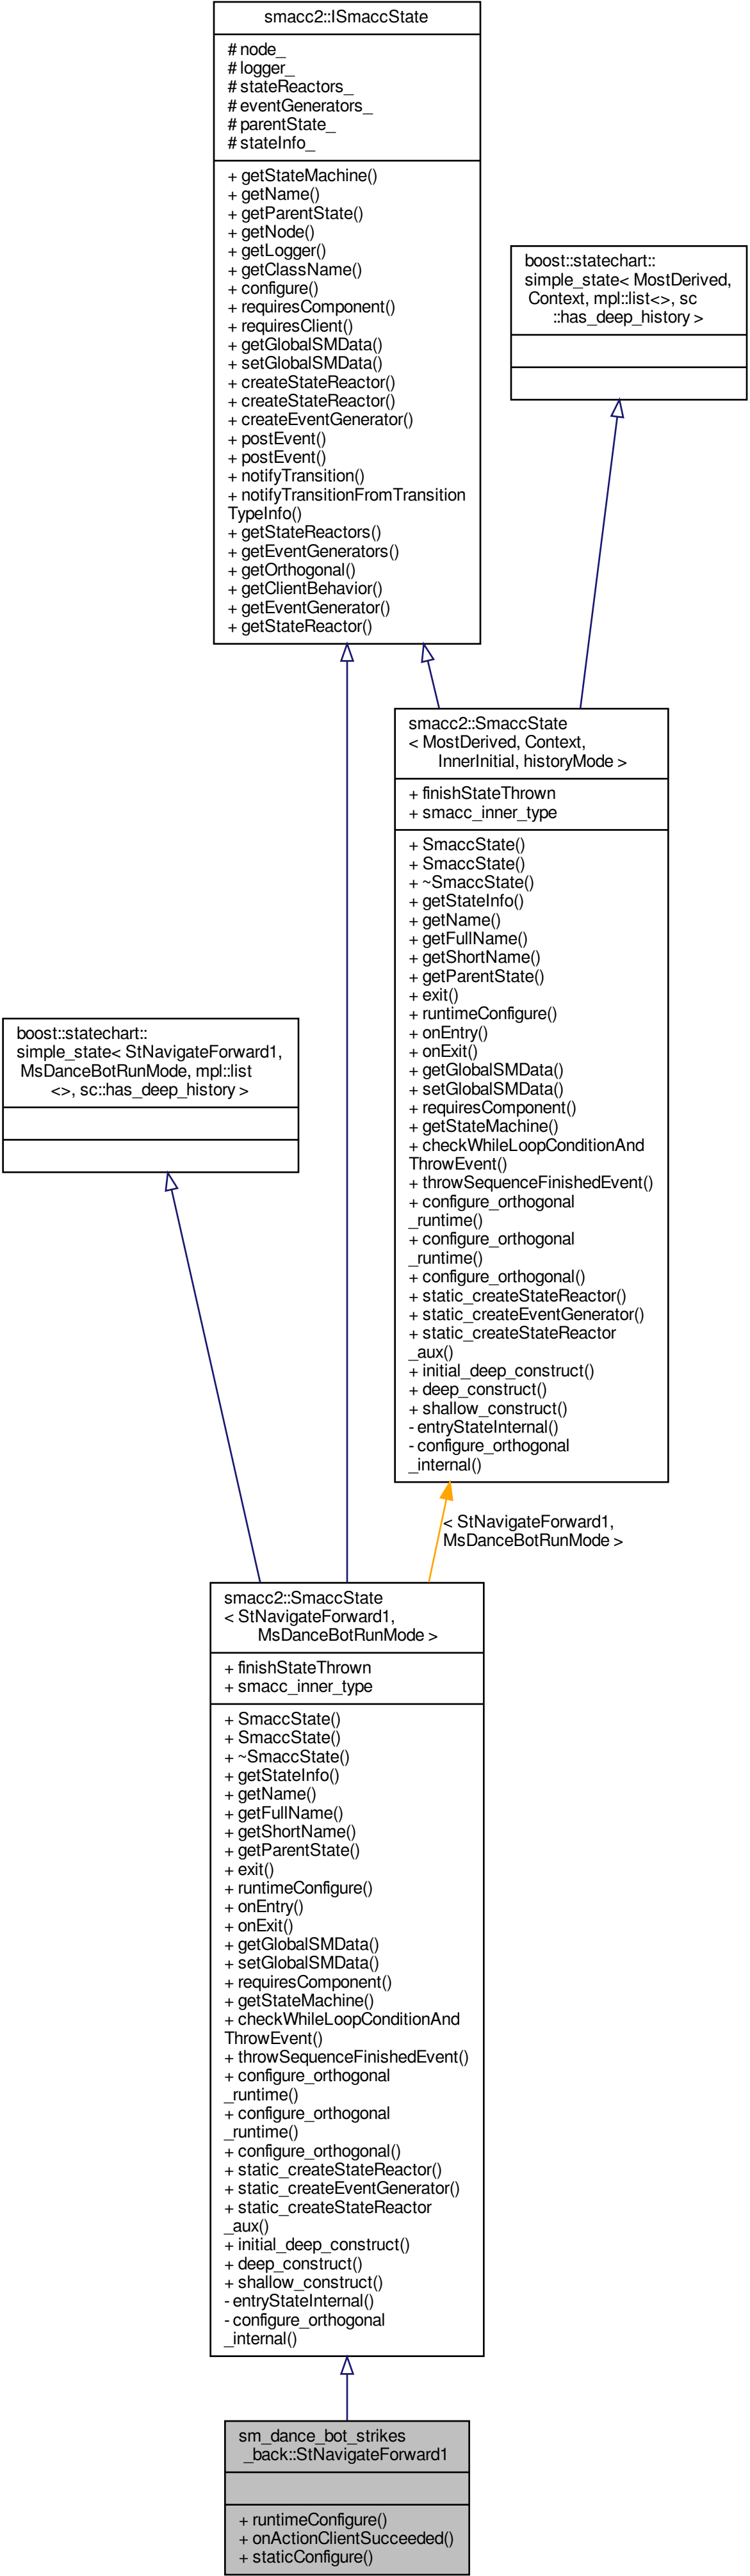 smacc2::ISmaccState
# node_
# logger_
# stateReactors_
# eventGenerators_
# parentState_
# stateInfo_
+ getStateMachine()
+ getName()
+ getParentState()
+ getNode()
+ getLogger()
+ getClassName()
+ configure()
+ requiresComponent()
+ requiresClient()
+ getGlobalSMData()
+ setGlobalSMData()
+ createStateReactor()
+ createStateReactor()
+ createEventGenerator()
+ postEvent()
+ postEvent()
+ notifyTransition()
+ notifyTransitionFromTransition
TypeInfo()
+ getStateReactors()
+ getEventGenerators()
+ getOrthogonal()
+ getClientBehavior()
+ getEventGenerator()
+ getStateReactor()
boost::statechart::
simple_state< MostDerived,
Context, mpl::list<>, sc
::has_deep_history >
smacc2::SmaccState
< MostDerived, Context,
InnerInitial, historyMode >
+ finishStateThrown
+ smacc_inner_type
+ SmaccState()
+ SmaccState()
+ ~SmaccState()
+ getStateInfo()
+ getName()
+ getFullName()
+ getShortName()
+ getParentState()
+ exit()
+ runtimeConfigure()
+ onEntry()
+ onExit()
+ getGlobalSMData()
+ setGlobalSMData()
+ requiresComponent()
+ getStateMachine()
+ checkWhileLoopConditionAnd
ThrowEvent()
+ throwSequenceFinishedEvent()
+ configure_orthogonal
_runtime()
+ configure_orthogonal
_runtime()
+ configure_orthogonal()
+ static_createStateReactor()
+ static_createEventGenerator()
+ static_createStateReactor
_aux()
+ initial_deep_construct()
+ deep_construct()
+ shallow_construct()
- entryStateInternal()
- configure_orthogonal
_internal()
boost::statechart::
simple_state< StNavigateForward1,
MsDanceBotRunMode, mpl::list
<>, sc::has_deep_history >
< StNavigateForward1,
MsDanceBotRunMode >
smacc2::SmaccState
< StNavigateForward1,
MsDanceBotRunMode >
+ finishStateThrown
+ smacc_inner_type
+ SmaccState()
+ SmaccState()
+ ~SmaccState()
+ getStateInfo()
+ getName()
+ getFullName()
+ getShortName()
+ getParentState()
+ exit()
+ runtimeConfigure()
+ onEntry()
+ onExit()
+ getGlobalSMData()
+ setGlobalSMData()
+ requiresComponent()
+ getStateMachine()
+ checkWhileLoopConditionAnd
ThrowEvent()
+ throwSequenceFinishedEvent()
+ configure_orthogonal
_runtime()
+ configure_orthogonal
_runtime()
+ configure_orthogonal()
+ static_createStateReactor()
+ static_createEventGenerator()
+ static_createStateReactor
_aux()
+ initial_deep_construct()
+ deep_construct()
+ shallow_construct()
- entryStateInternal()
- configure_orthogonal
_internal()
sm_dance_bot_strikes
_back::StNavigateForward1
+ runtimeConfigure()
+ onActionClientSucceeded()
+ staticConfigure()